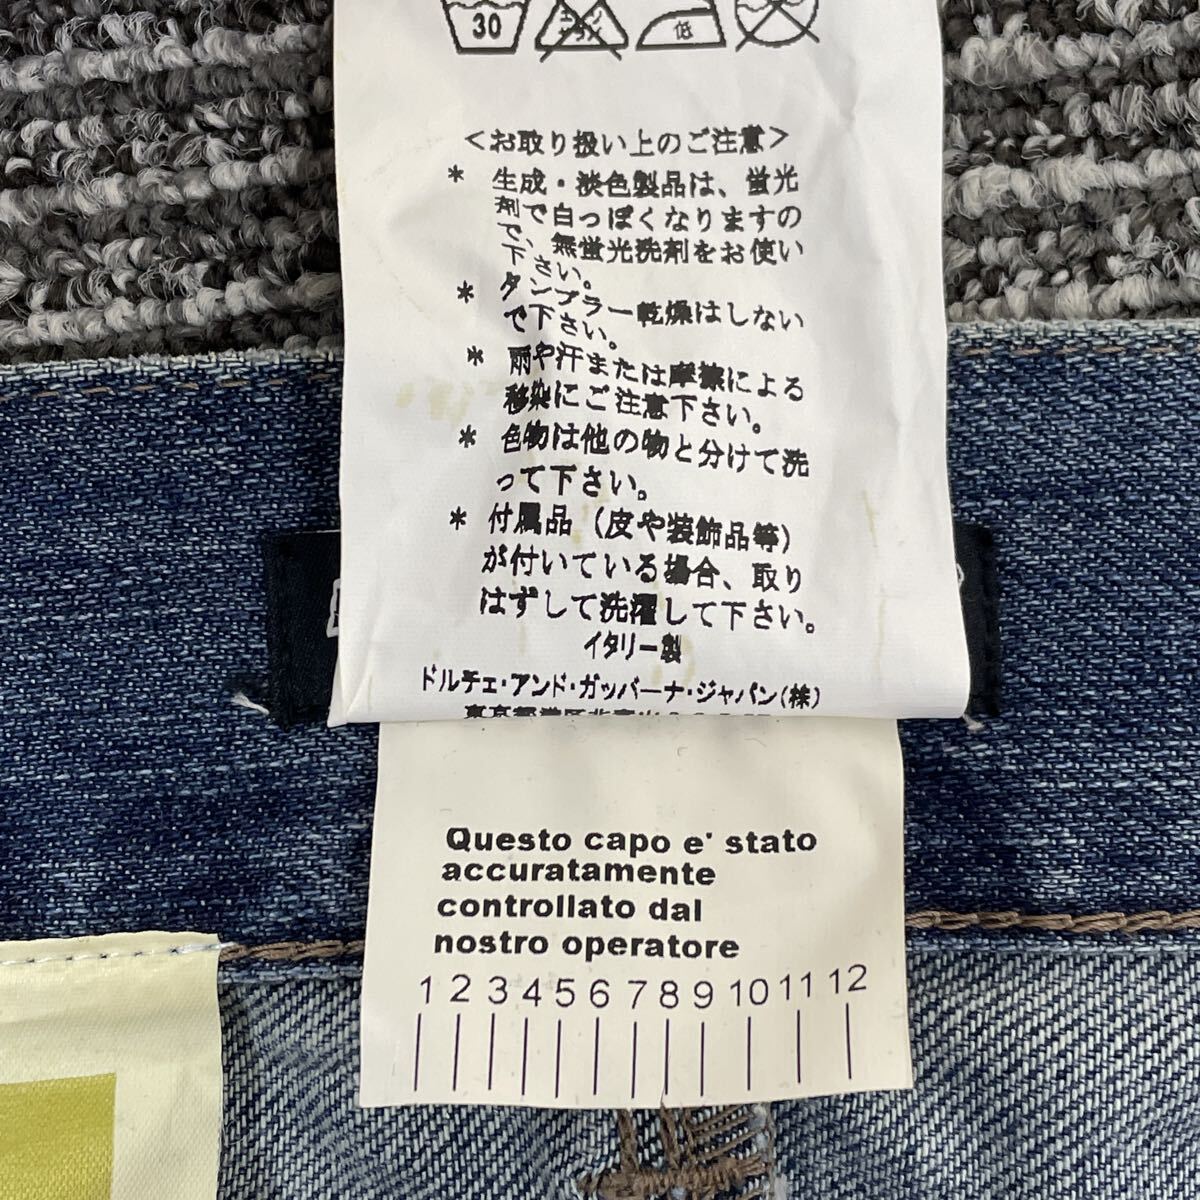 30
低
<お取り扱い上のご注意>
* 生成・淡色製品は、蛍光
剤で白っぽくなりますの
で、無蛍光洗剤をお使い
下さい。
* タンブラー乾燥はしない
で下さい。
* 雨や汗または摩擦による
移染にご注意下さい。
* 色物は他の物と分けて洗
って下さい。
* 付属品（皮や装飾品等）
が付いている場合、取り
はずして洗濯して下さい。
イタリー製
ドルチェ・アンド・ガッバーナ・ジャパン(株)
東京都港区北青山
Questo capo e' stato
accuratamente
controllato dal
nostro operatore
1 2 3 4 5 6 7 8 9 10 11 12